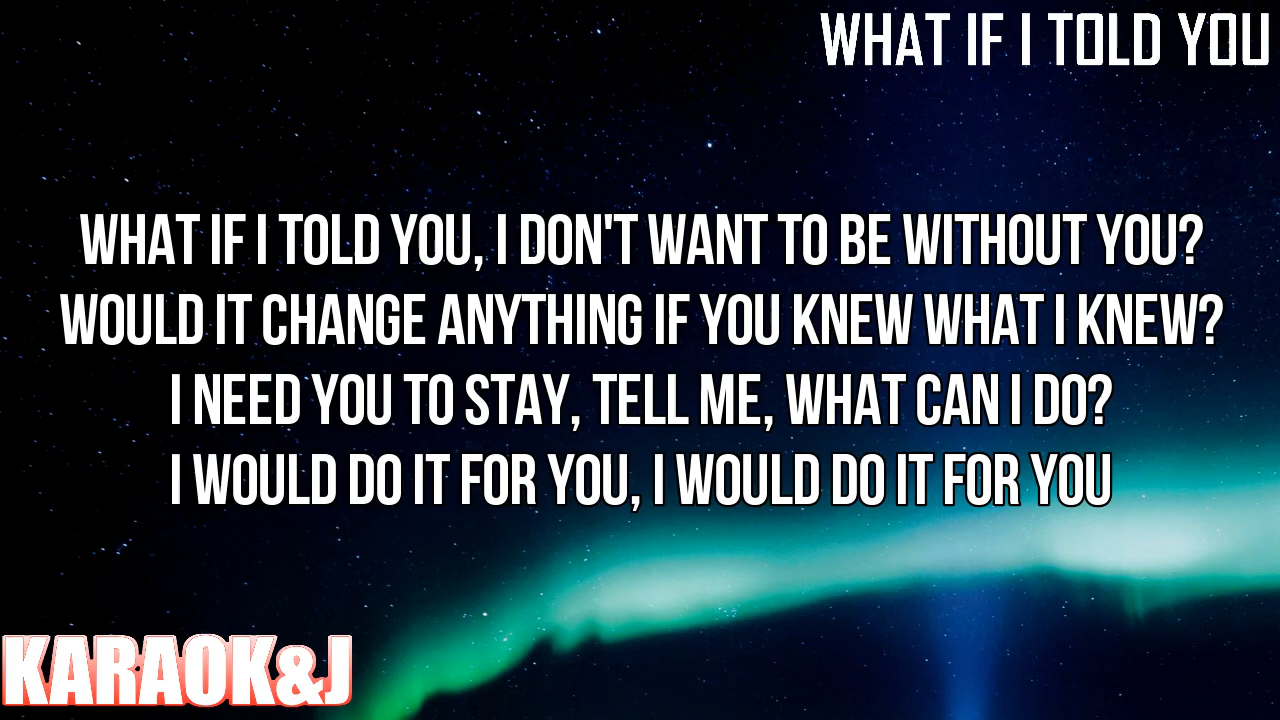 WHAT IF I TOLD YOU
WHAT IF I TOLD YOU, I DON'T WANT TO BE WITHOUT YOU?
WOULD IT CHANGE ANYTHING IF YOU KNEW WHAT I KNEW?
I NEED YOU TO STAY, TELL ME, WHAT CAN I DO?
I WOULD DO IT FOR YOU, I WOULD DO IT FOR YOU
KARAOK&J